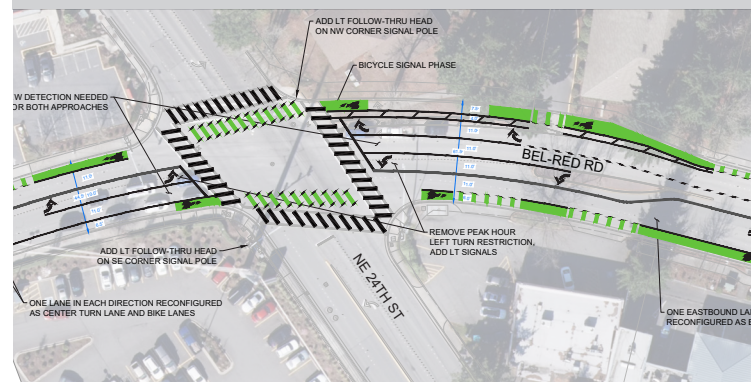 ADD LT FOLLOW-THRU HEAD
ON NW CORNER SIGNAL POLE
BICYCLE SIGNAL PHASE
W DETECTION NEEDED
OR BOTH APPROACHES
BEL-RED RD
REMOVE PEAK HOUR
LEFT TURN RESTRICTION,
ADD LT SIGNALS
ADD LT FOLLOW-THRU HEAD
ON SE CORNER SIGNAL POLE
NE 24TH ST
ONE LANE IN EACH DIRECTION RECONFIGURED
AS CENTER TURN LANE AND BIKE LANES
ONE EASTBOUND LA
RECONFIGURED AS